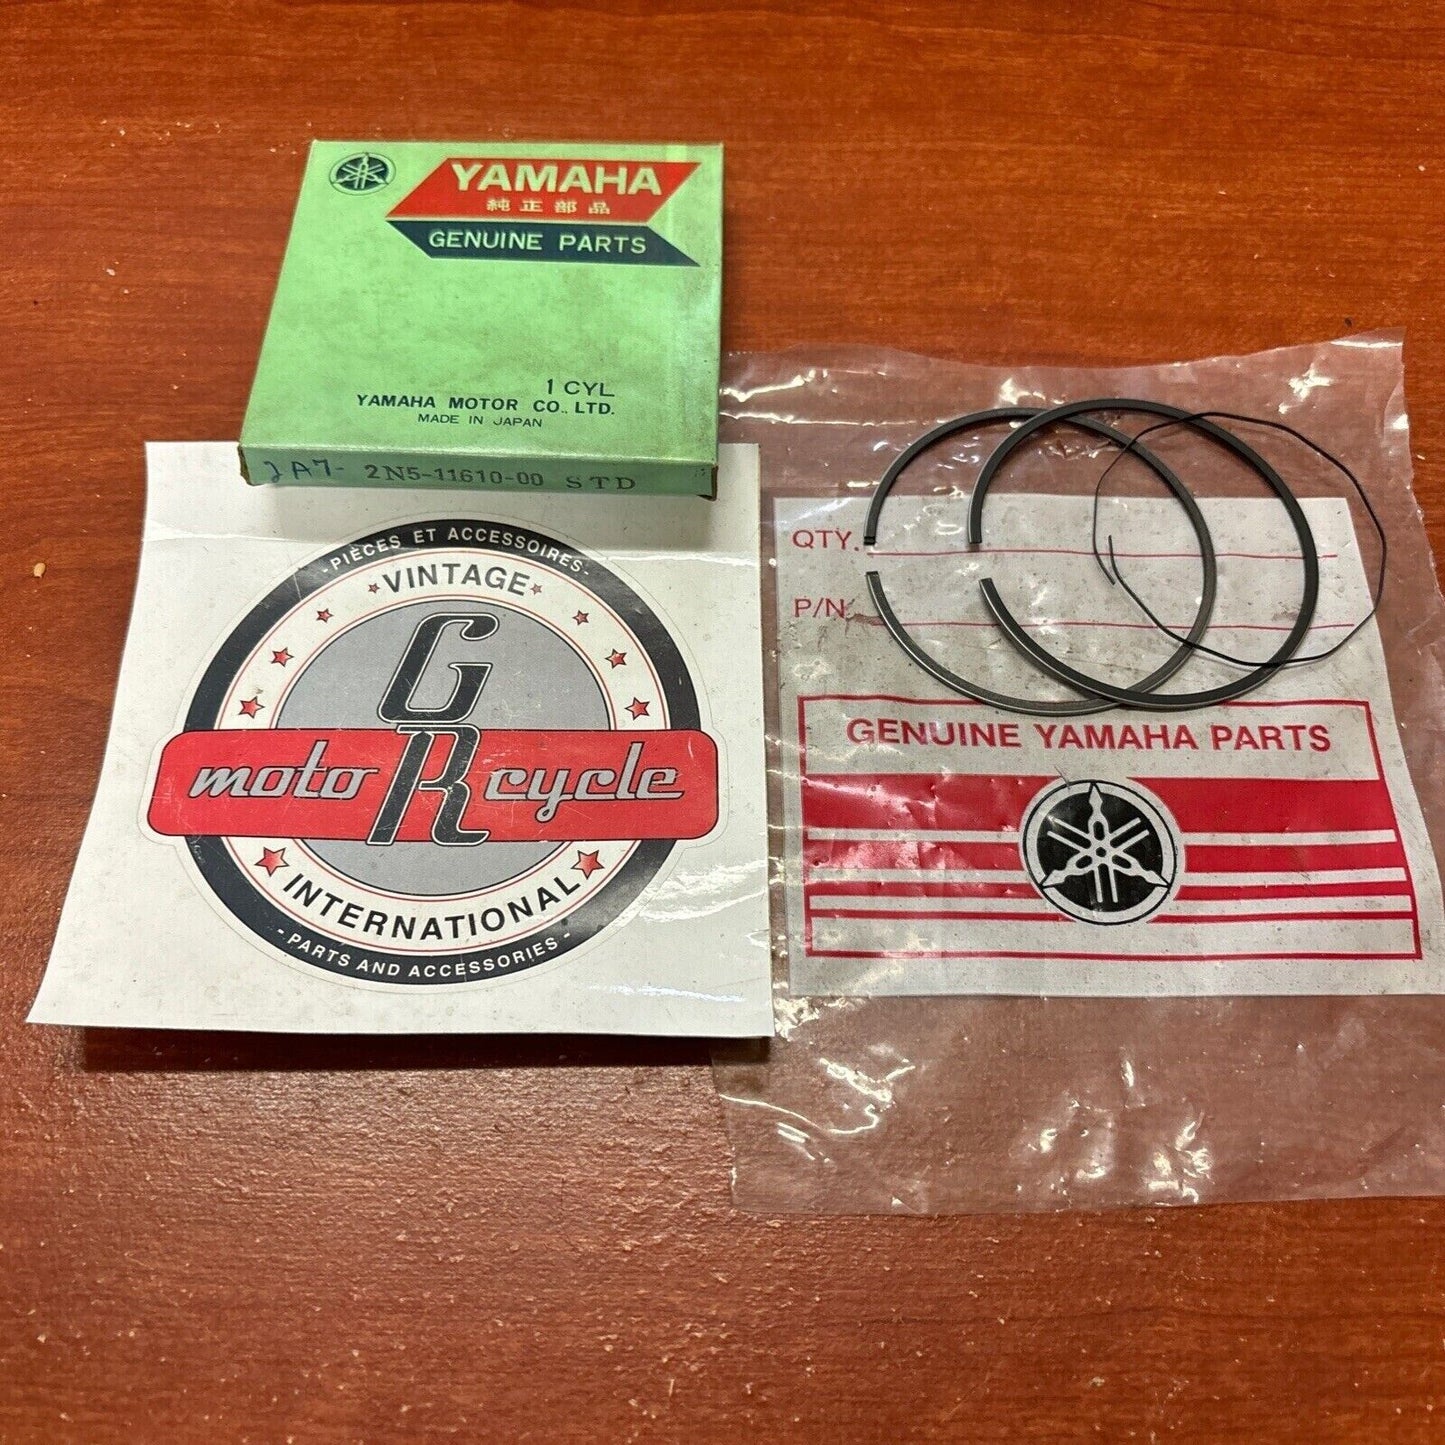 YAMAHA
純正部品
GENUINE PARTS
1 CYL
YAMAHA MOTOR CO., LTD.
MADE IN JAPAN
2A7- 2N5-11610-00 STD
- PIÈCES ET ACCESSOIRES -
VINTAGE
GR
moto cycle
INTERNATIONAL
- PARTS AND ACCESSORIES -
QTY.
P/N.
GENUINE YAMAHA PARTS